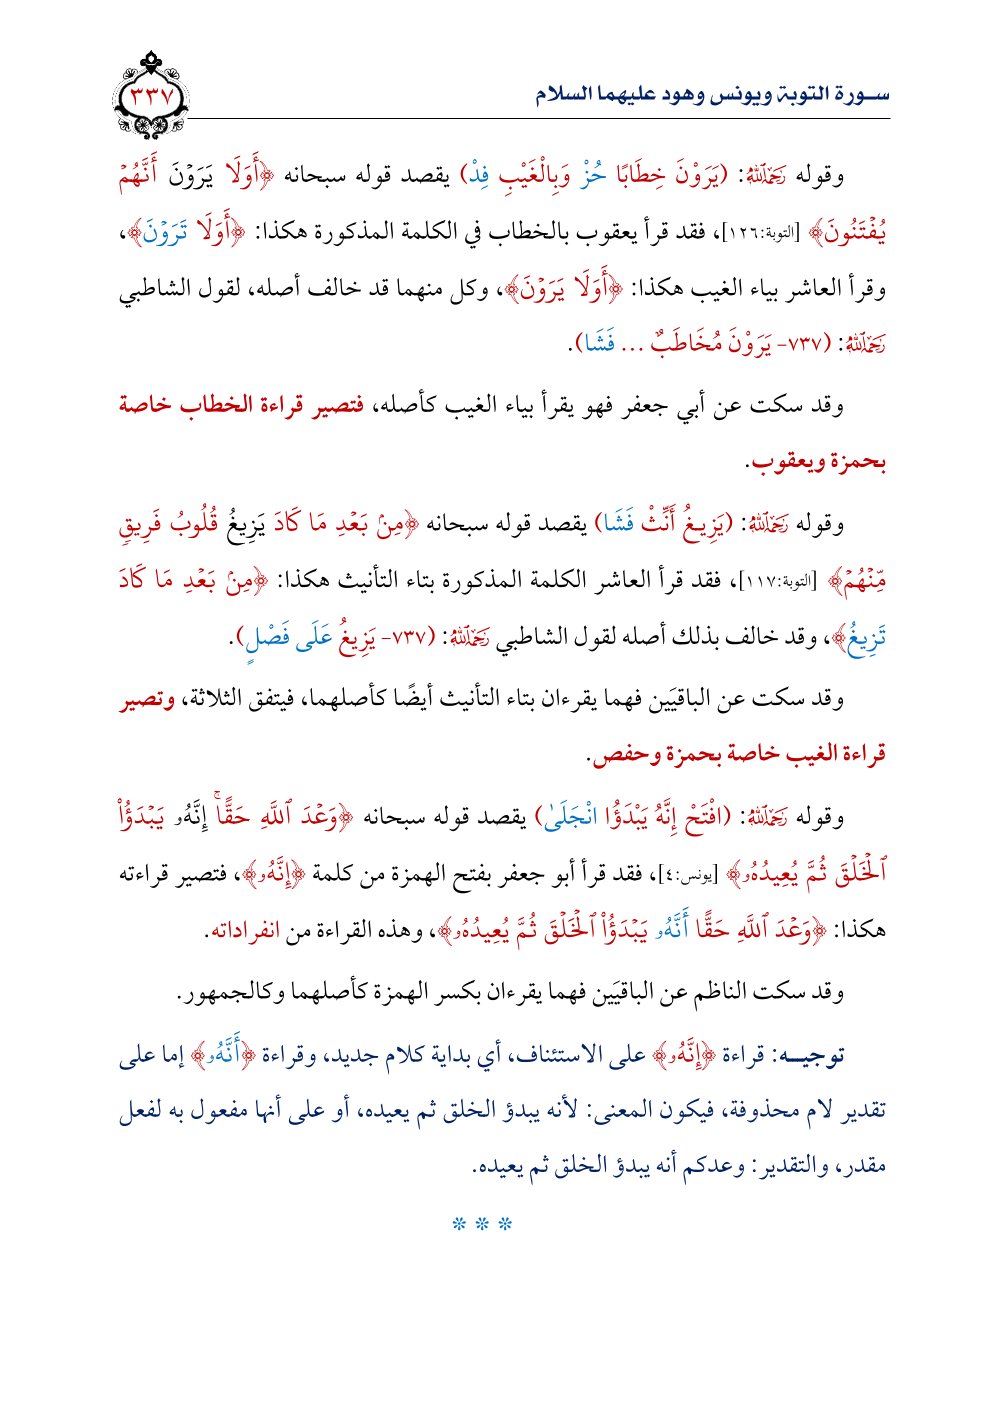 سـورة التوبة ويونس وهود عليهما السلام
٣٣٧
وقوله رَحِمَهُ ٱللَّهُ: (يَرَوْنَ خِطَابًا حُزْ وَبِالْغَيْبِ فِدْ) يقصد قوله سبحانه ﴿أَوَلَا يَرَوۡنَ أَنَّهُمۡ
يُفۡتَنُونَ﴾ [التوبة:١٢٦]، فقد قرأ يعقوب بالخطاب في الكلمة المذكورة هكذا: ﴿أَوَلَا تَرَوۡنَ﴾،
وقرأ العاشر بياء الغيب هكذا: ﴿أَوَلَا يَرَوۡنَ﴾، وكل منهما قد خالف أصله، لقول الشاطبي
رَحِمَهُ ٱللَّهُ: (٧٣٧- يَرَوْنَ مُخَاطَبٌ ... فَشَا).
وقد سكت عن أبي جعفر فهو يقرأ بياء الغيب كأصله، فتصير قراءة الخطاب خاصة
بحمزة ويعقوب.
وقوله رَحِمَهُ ٱللَّهُ: (يَزِيغُ أَنِّثْ فَشَا) يقصد قوله سبحانه ﴿مِنۢ بَعۡدِ مَا كَادَ يَزِيغُ قُلُوبُ فَرِيقٖ
مِّنۡهُمۡ﴾ [التوبة:١١٧]، فقد قرأ العاشر الكلمة المذكورة بتاء التأنيث هكذا: ﴿مِنۢ بَعۡدِ مَا كَادَ
تَزِيغُ﴾، وقد خالف بذلك أصله لقول الشاطبي رَحِمَهُ ٱللَّهُ: (٧٣٧- يَزِيغُ عَلَى فَصْلٍ).
وقد سكت عن الباقيَين فهما يقرءان بتاء التأنيث أيضًا كأصلهما، فيتفق الثلاثة، وتصير
قراءة الغيب خاصة بحمزة وحفص.
وقوله رَحِمَهُ ٱللَّهُ: (افْتَحْ إِنَّهُ يَبْدَؤُا انْجَلَىٰ) يقصد قوله سبحانه ﴿وَعۡدَ ٱللَّهِ حَقًّاۚ إِنَّهُۥ يَبۡدَؤُاْ
ٱلۡخَلۡقَ ثُمَّ يُعِيدُهُۥ﴾ [يونس:٤]، فقد قرأ أبو جعفر بفتح الهمزة من كلمة ﴿إِنَّهُۥ﴾، فتصير قراءته
هكذا: ﴿وَعۡدَ ٱللَّهِ حَقًّا أَنَّهُۥ يَبۡدَؤُاْ ٱلۡخَلۡقَ ثُمَّ يُعِيدُهُۥ﴾، وهذه القراءة من انفراداته.
وقد سكت الناظم عن الباقيَين فهما يقرءان بكسر الهمزة كأصلهما وكالجمهور.
توجيـــه: قراءة ﴿إِنَّهُۥ﴾ على الاستئناف، أي بداية كلام جديد، وقراءة ﴿أَنَّهُۥ﴾ إما على
تقدير لام محذوفة، فيكون المعنى: لأنه يبدؤ الخلق ثم يعيده، أو على أنها مفعول به لفعل
مقدر، والتقدير: وعدكم أنه يبدؤ الخلق ثم يعيده.
* * *